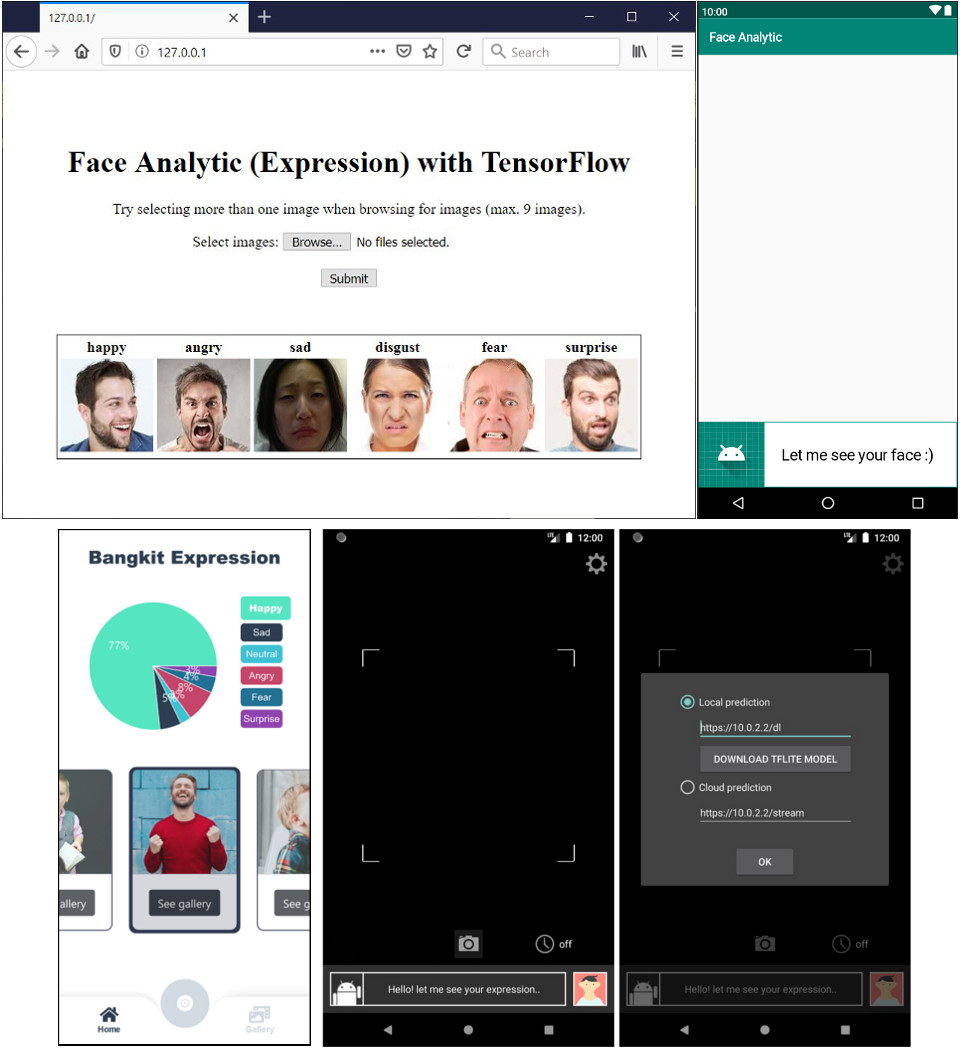 127.0.0.1/
127.0.0.1
Search
Face Analytic (Expression) with TensorFlow
Try selecting more than one image when browsing for images (max. 9 images).
Select images: Browse... No files selected.
Submit
happy angry sad disgust fear surprise
10:00
Face Analytic
Let me see your face :)
Bangkit Expression
77%
Happy
Sad
Neutral
Angry
Fear
Surprise
4%
8%
allery
See gallery
See g
Home
Gallery
LTE 12:00
off
Hello! let me see your expression..
LTE 12:00
Local prediction
https://10.0.2.2/dl
DOWNLOAD TFLITE MODEL
Cloud prediction
https://10.0.2.2/stream
OK
off
Hello! let me see your expression..